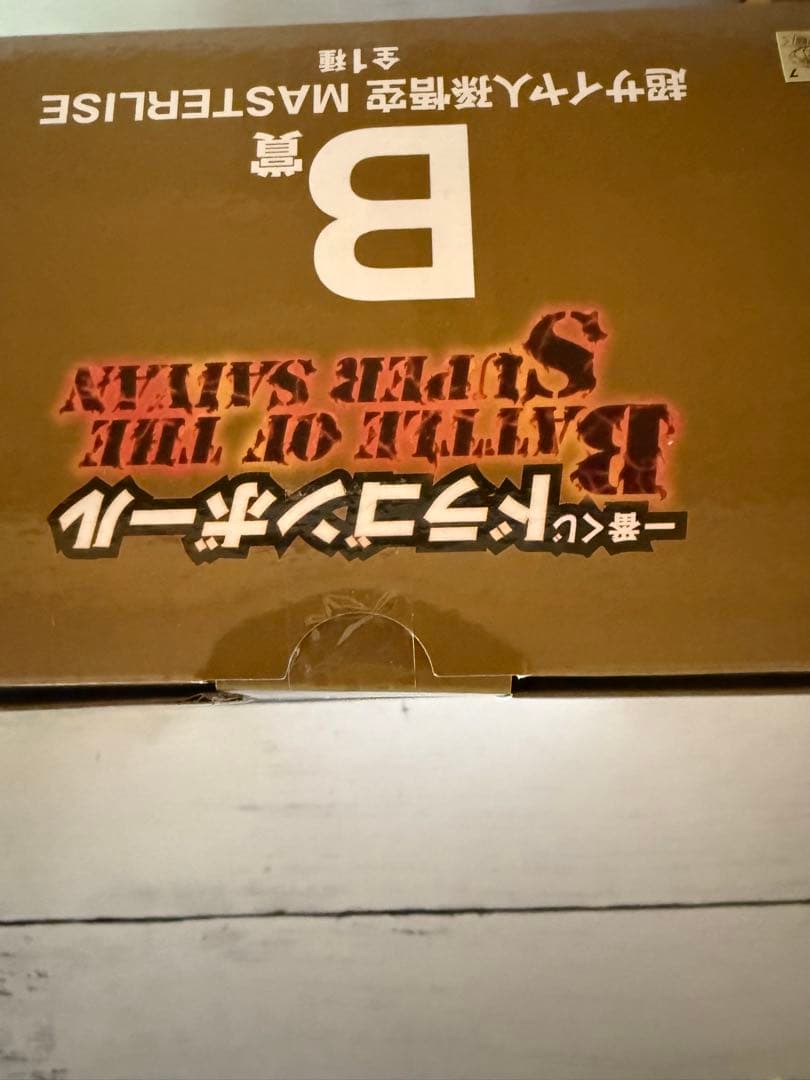 一番くじ ドラゴンボール
BATTLE OF THE
SUPER SAIYAN
B賞
超サイヤ人孫悟空 MASTERLISE
全1種